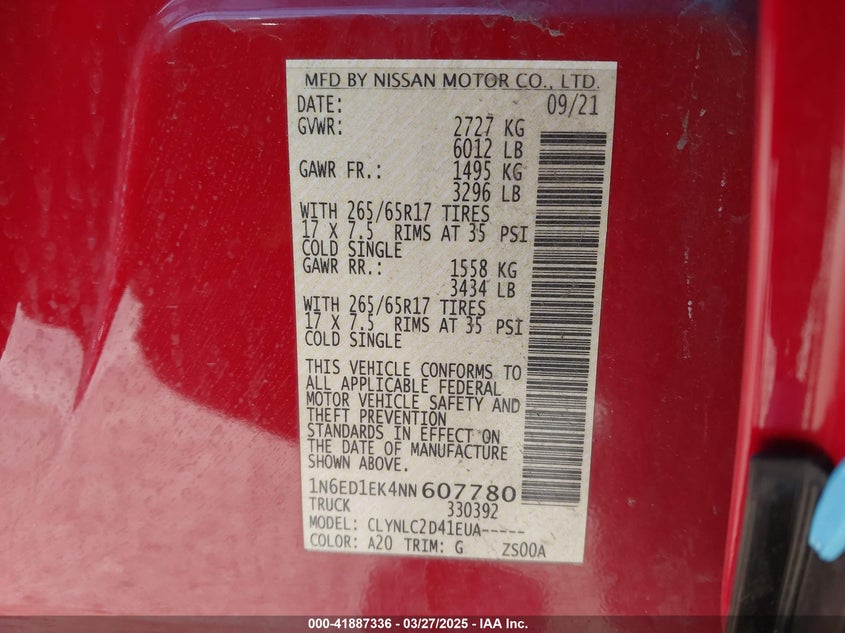 MFD BY NISSAN MOTOR CO., LTD.
DATE: 09/21
GVWR: 2727 KG
6012 LB
GAWR FR.: 1495 KG
3296 LB
WITH 265/65R17 TIRES
17 X 7.5 RIMS AT 35 PSI
COLD SINGLE
GAWR RR.: 1558 KG
3434 LB
WITH 265/65R17 TIRES
17 X 7.5 RIMS AT 35 PSI
COLD SINGLE
THIS VEHICLE CONFORMS TO
ALL APPLICABLE FEDERAL
MOTOR VEHICLE SAFETY AND
THEFT PREVENTION
STANDARDS IN EFFECT ON
THE DATE OF MANUFACTURE
SHOWN ABOVE.
1N6ED1EK4NN607780
TRUCK 330392
MODEL: CLYNLC2D41EUA-----
COLOR: A20 TRIM: G ZS00A
000-41887336 - 03/27/2025 - IAA Inc.